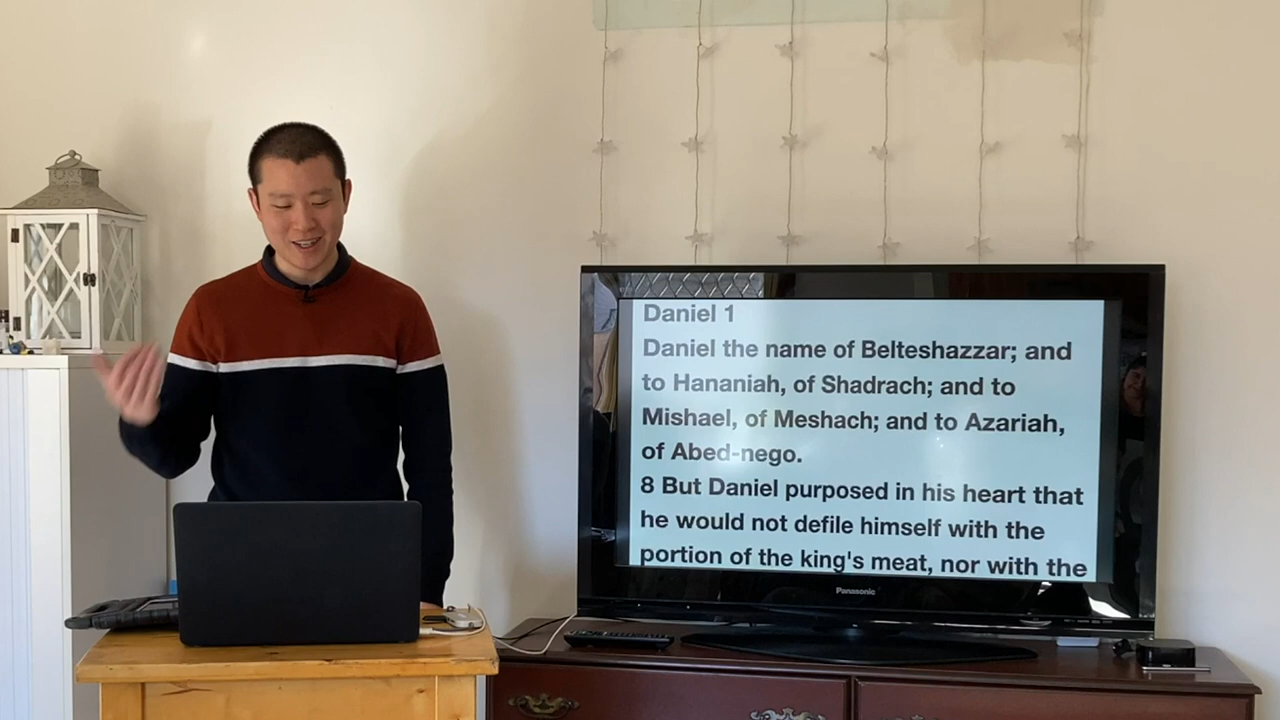 Daniel 1
Daniel the name of Belteshazzar; and
to Hananiah, of Shadrach; and to
Mishael, of Meshach; and to Azariah,
of Abed-nego.
8 But Daniel purposed in his heart that
he would not defile himself with the
portion of the king's meat, nor with the
Panasonic